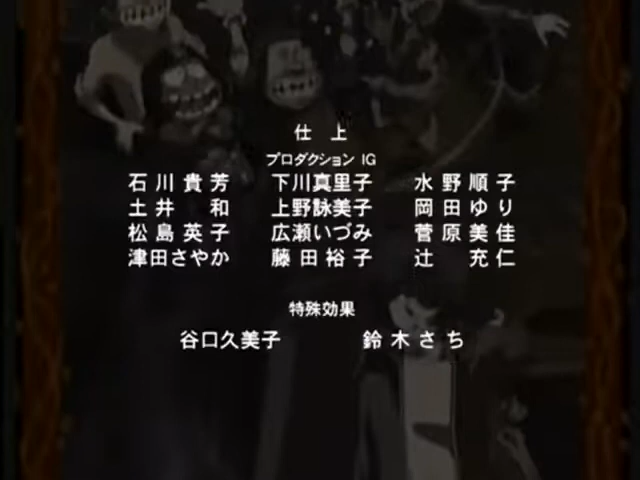 仕 上
プロダクション IG
石川貴芳 下川真里子 水野順子
土井 和 上野詠美子 岡田ゆり
松島英子 広瀬いづみ 菅原美佳
津田さやか 藤田裕子 辻 充仁
特殊効果
谷口久美子 鈴木さち